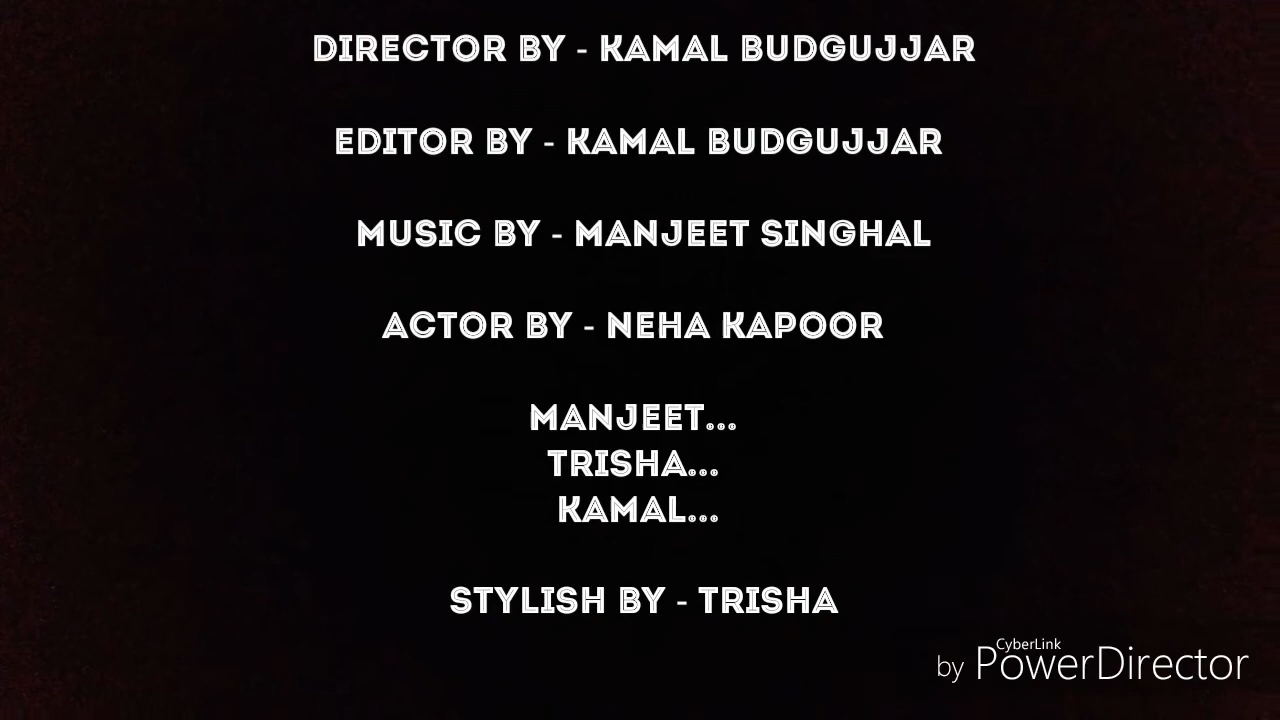 DIRECTOR BY - KAMAL BUDGUJJAR
EDITOR BY - KAMAL BUDGUJJAR
MUSIC BY - MANJEET SINGHAL
ACTOR BY - NEHA KAPOOR
MANJEET...
TRISHA...
KAMAL...
STYLISH BY - TRISHA
CyberLink
by PowerDirector